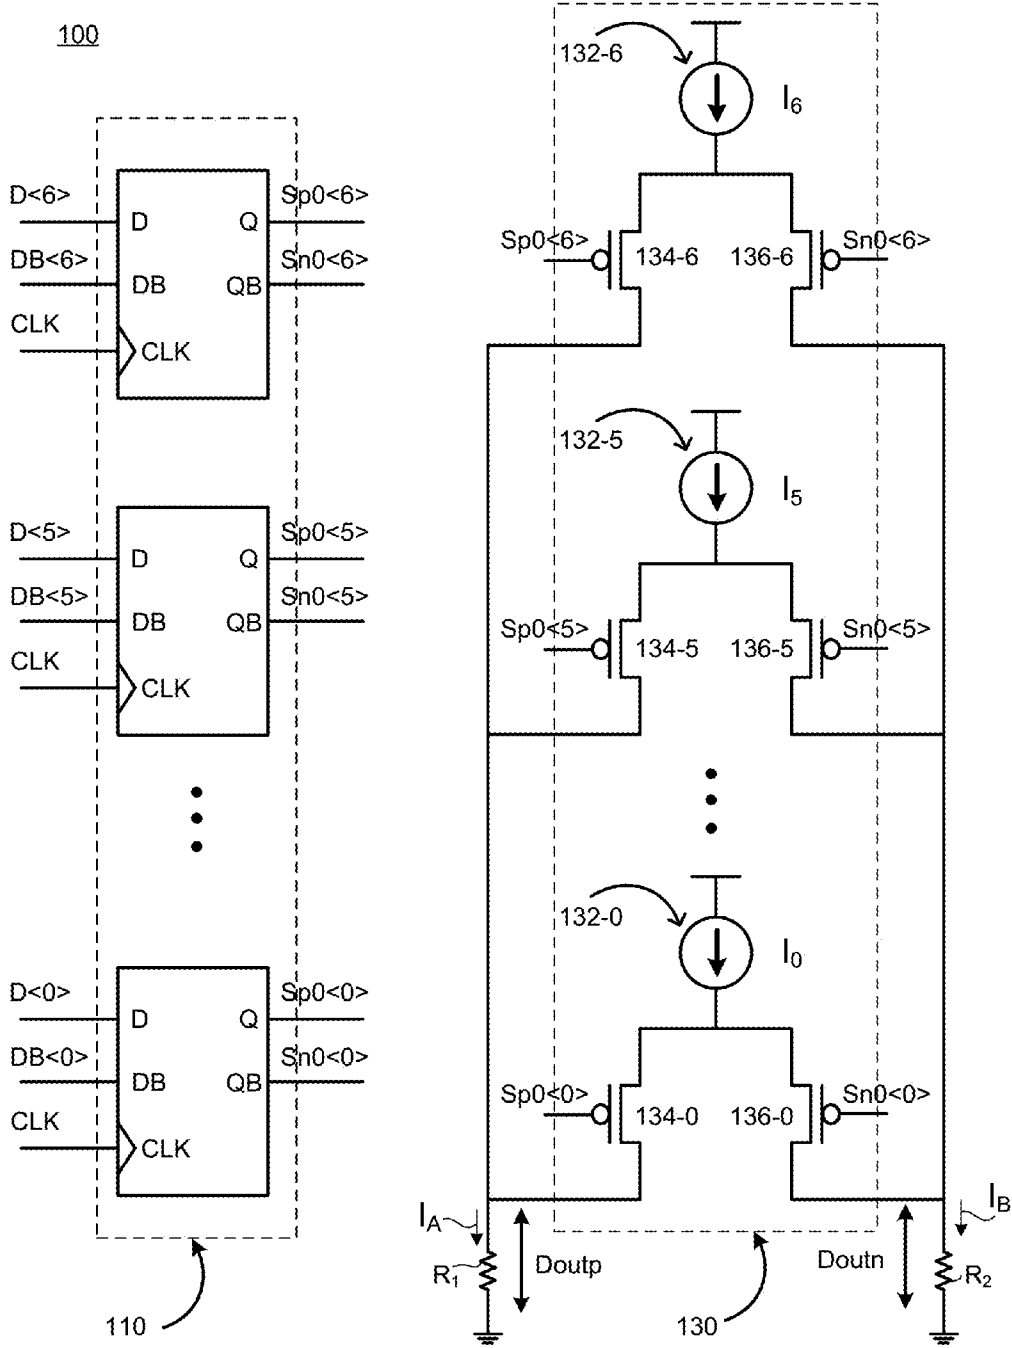 100
D<6>
D
Q
Sp0<6>
DB<6>
DB
QB
Sn0<6>
CLK
CLK
D<5>
D
Q
Sp0<5>
DB<5>
DB
QB
Sn0<5>
CLK
CLK
D<0>
D
Q
Sp0<0>
DB<0>
DB
QB
Sn0<0>
CLK
CLK
110
132-6
I6
Sp0<6>
134-6
136-6
Sn0<6>
132-5
I5
Sp0<5>
134-5
136-5
Sn0<5>
132-0
I0
Sp0<0>
134-0
136-0
Sn0<0>
IA
R1
Doutp
Doutn
IB
R2
130